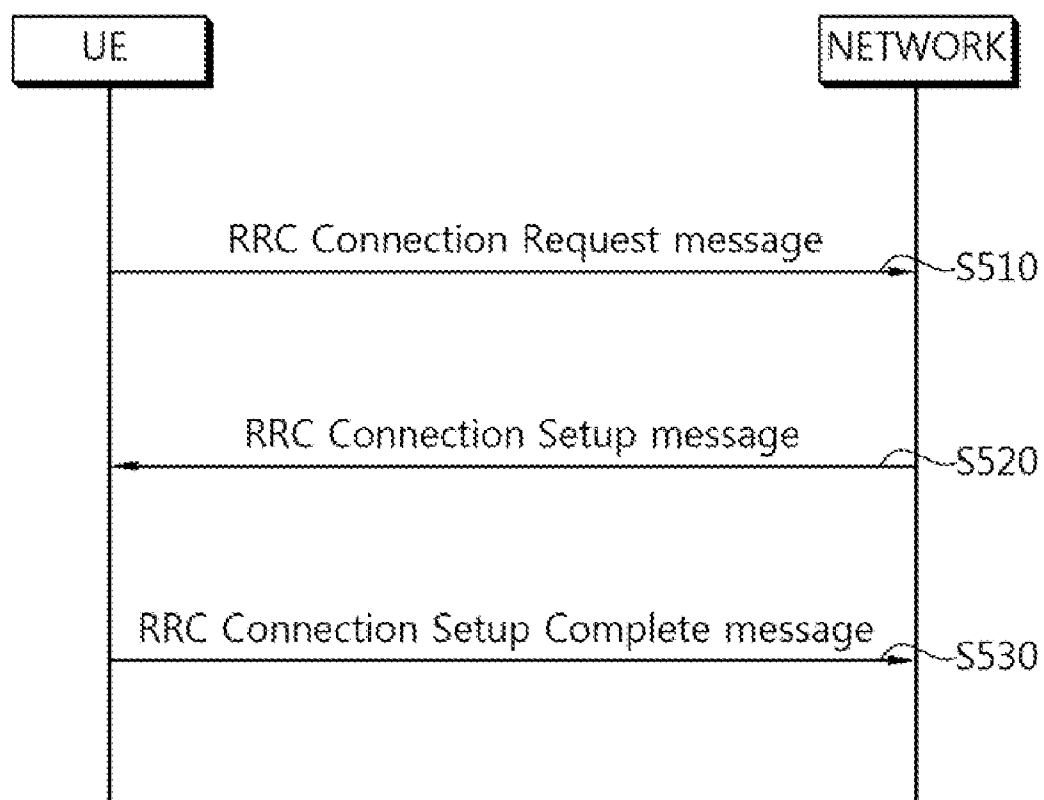 UE
NETWORK
RRC Connection Request message
S510
RRC Connection Setup message
S520
RRC Connection Setup Complete message
S530